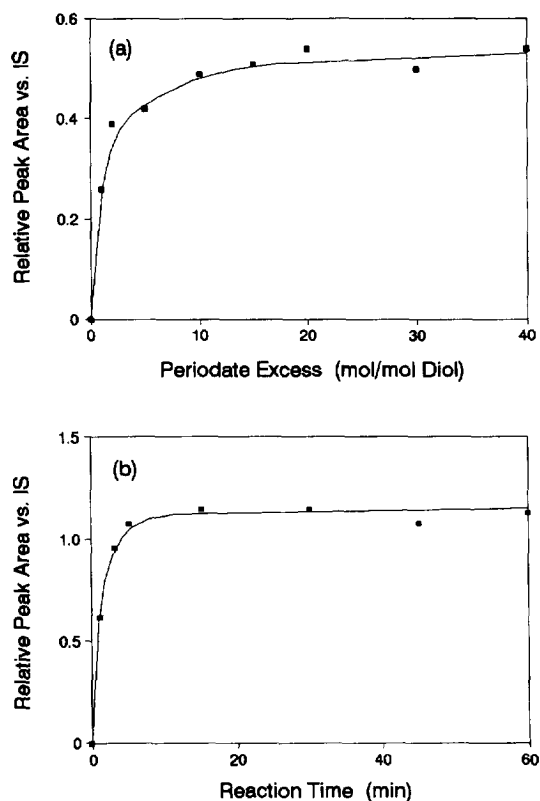 (a)
Relative Peak Area vs. IS
0.6
0.4
0.2
0
0
10
20
30
40
Periodate Excess (mol/mol Diol)
(b)
Relative Peak Area vs. IS
1.5
1.0
0.5
0
0
20
40
60
Reaction Time (min)